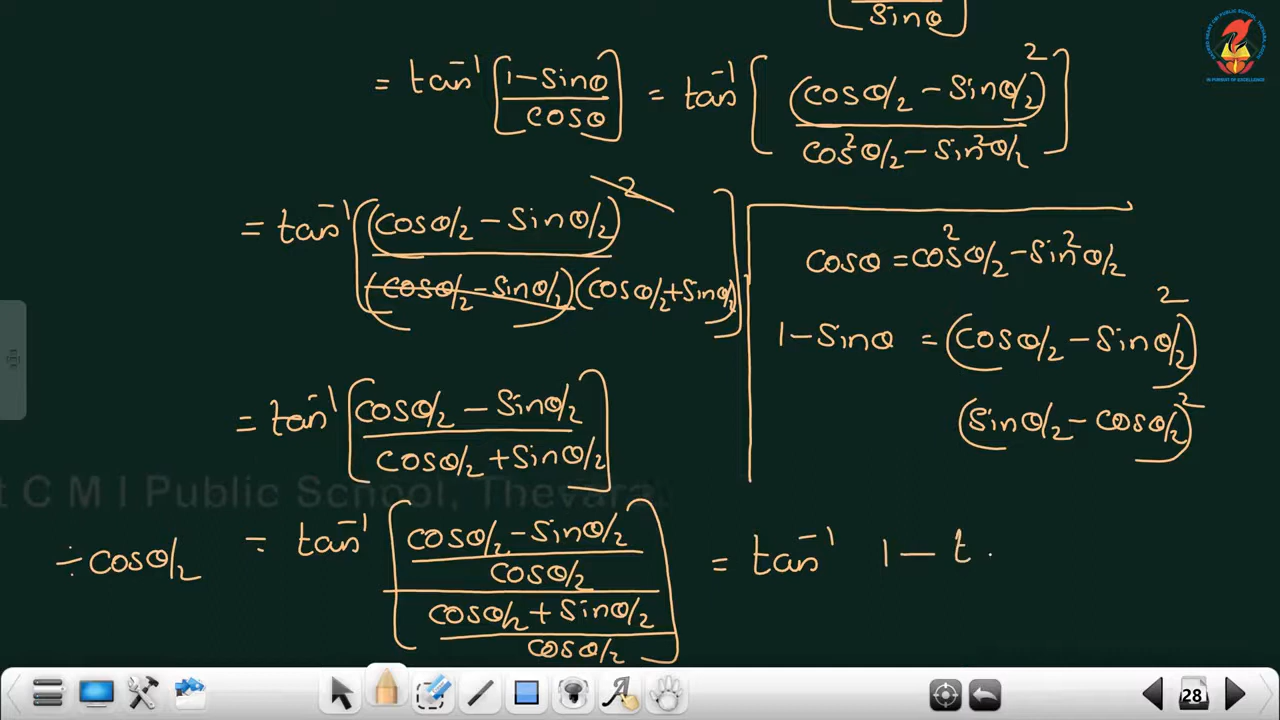 sinθ
= tan⁻¹ [(1-sinθ)/(cosθ)] = tan⁻¹ [(cosθ/2 - sinθ/2)²/(cos²θ/2 - sin²θ/2)]
= tan⁻¹ [(cosθ/2 - sinθ/2)²/((cosθ/2 - sinθ/2)(cosθ/2 + sinθ/2))]
cosθ = cos²θ/2 - sin²θ/2
1 - sinθ = (cosθ/2 - sinθ/2)²
(sinθ/2 - cosθ/2)²
= tan⁻¹ [(cosθ/2 - sinθ/2)/(cosθ/2 + sinθ/2)]
t C M I Public School, Theva
÷cosθ/2 = tan⁻¹ [((cosθ/2 - sinθ/2)/(cosθ/2))/((cosθ/2 + sinθ/2)/(cosθ/2))] = tan⁻¹ 1 - t
28